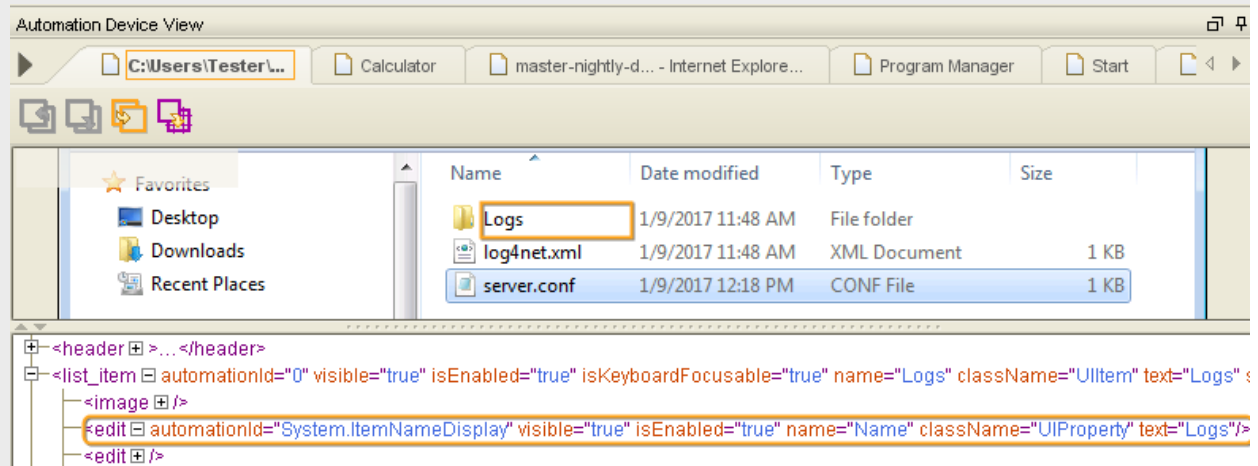 Automation Device View
C:\Users\Tester\... Calculator master-nightly-d... - Internet Explore... Program Manager Start
Name Date modified Type Size
Favorites
Desktop Logs 1/9/2017 11:48 AM File folder
Downloads log4net.xml 1/9/2017 11:48 AM XML Document 1 KB
Recent Places server.conf 1/9/2017 12:18 PM CONF File 1 KB
<header >...</header>
<list_item automationId="0" visible="true" isEnabled="true" isKeyboardFocusable="true" name="Logs" className="UIItem" text="Logs" s
<image />
<edit automationId="System.ItemNameDisplay" visible="true" isEnabled="true" name="Name" className="UIProperty" text="Logs"/>
<edit />